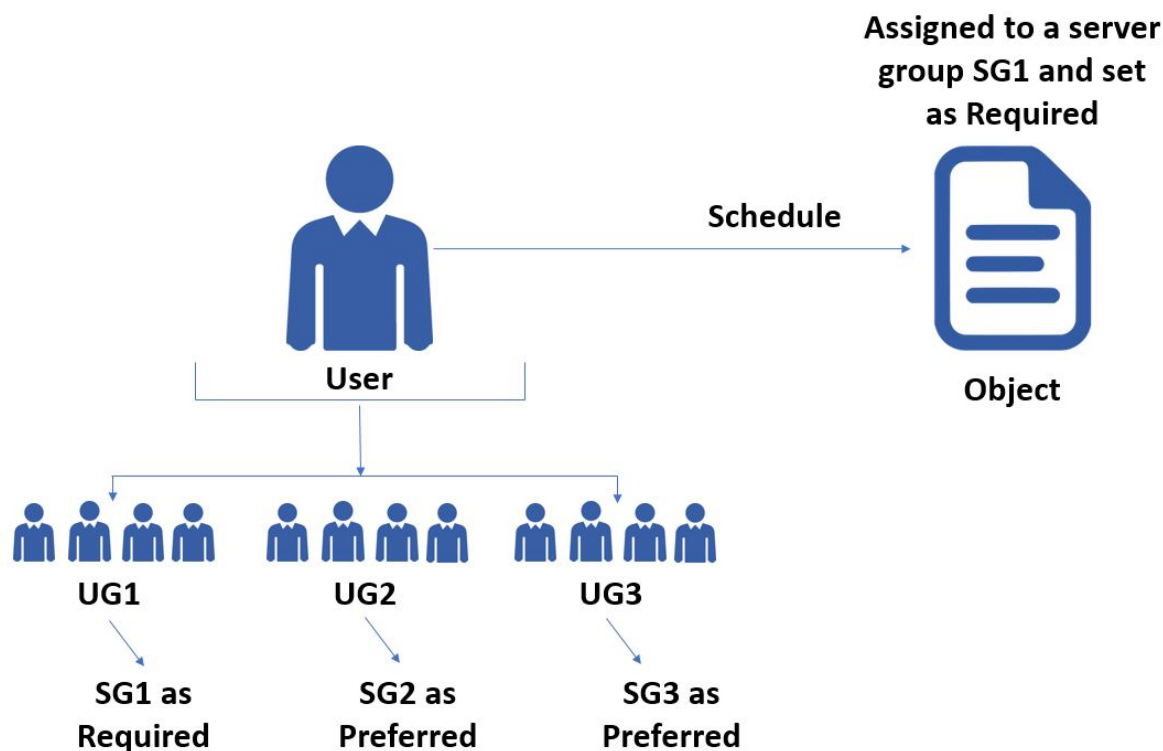 Assigned to a server
group SG1 and set
as Required
Schedule
User
Object
UG1
UG2
UG3
SG1 as
Required
SG2 as
Preferred
SG3 as
Preferred